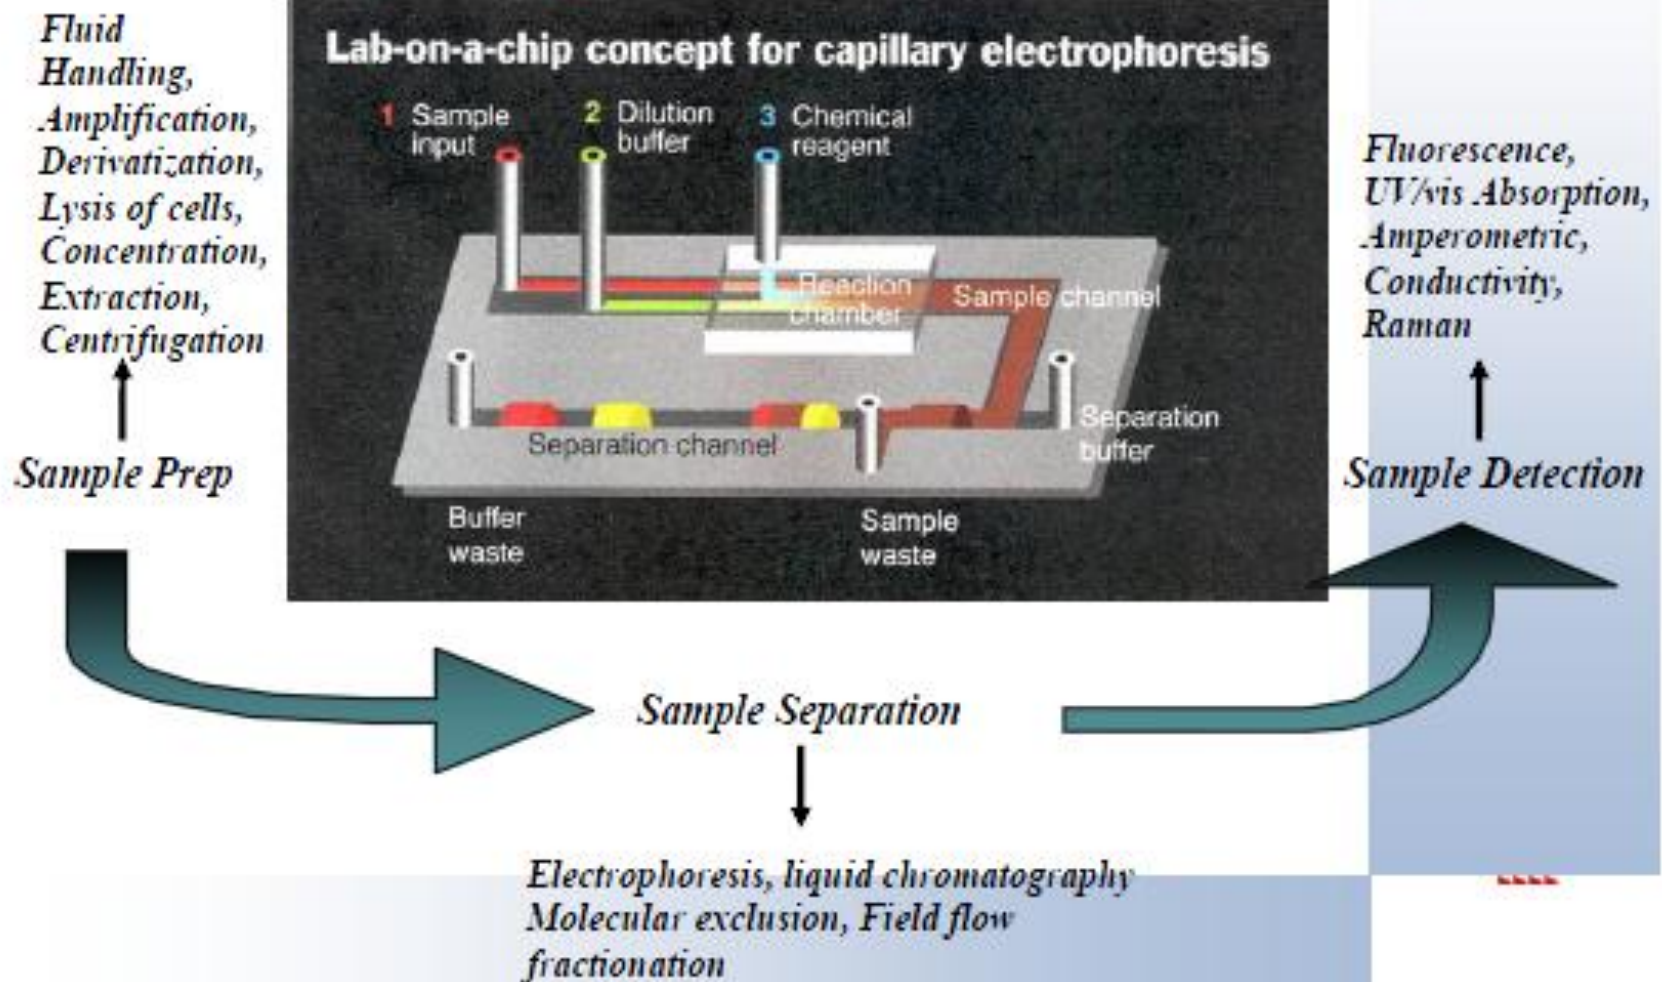 Fluid
Handling,
Amplification,
Derivatization,
Lysis of cells,
Concentration,
Extraction,
Centrifugation
Sample Prep
Lab-on-a-chip concept for capillary electrophoresis
1 Sample
input
2 Dilution
buffer
3 Chemical
reagent
Reaction
chamber
Sample channel
Separation channel
Separation
buffer
Buffer
waste
Sample
waste
Fluorescence,
UV/vis Absorption,
Amperometric,
Conductivity,
Raman
Sample Detection
Sample Separation
Electrophoresis, liquid chromatography
Molecular exclusion, Field flow
fractionation